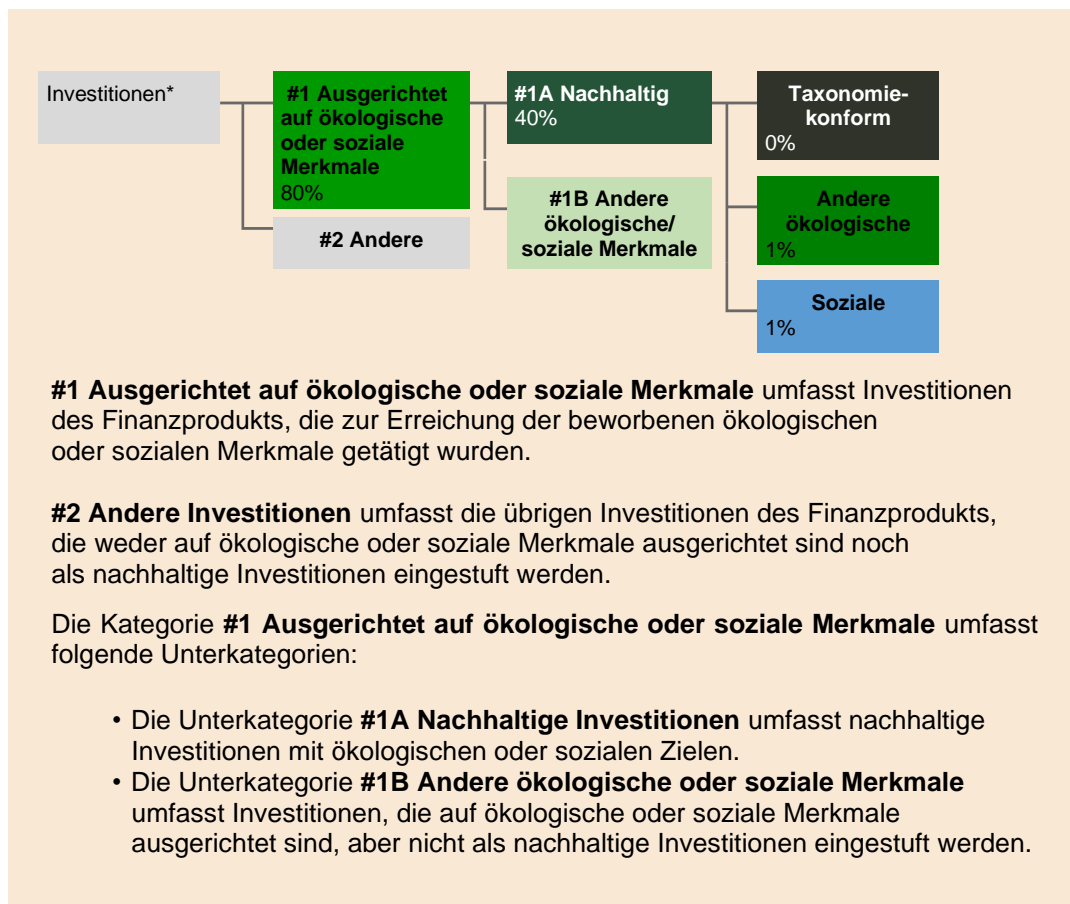 Investitionen*
#1 Ausgerichtet
auf ökologische
oder soziale
Merkmale
80%
#2 Andere
#1A Nachhaltig
40%
#1B Andere
ökologische/
soziale Merkmale
Taxonomie-
konform
0%
Andere
ökologische
1%
Soziale
1%
#1 Ausgerichtet auf ökologische oder soziale Merkmale umfasst Investitionen
des Finanzprodukts, die zur Erreichung der beworbenen ökologischen
oder sozialen Merkmale getätigt wurden.
#2 Andere Investitionen umfasst die übrigen Investitionen des Finanzprodukts,
die weder auf ökologische oder soziale Merkmale ausgerichtet sind noch
als nachhaltige Investitionen eingestuft werden.
Die Kategorie #1 Ausgerichtet auf ökologische oder soziale Merkmale umfasst
folgende Unterkategorien:
• Die Unterkategorie #1A Nachhaltige Investitionen umfasst nachhaltige
Investitionen mit ökologischen oder sozialen Zielen.
• Die Unterkategorie #1B Andere ökologische oder soziale Merkmale
umfasst Investitionen, die auf ökologische oder soziale Merkmale
ausgerichtet sind, aber nicht als nachhaltige Investitionen eingestuft werden.